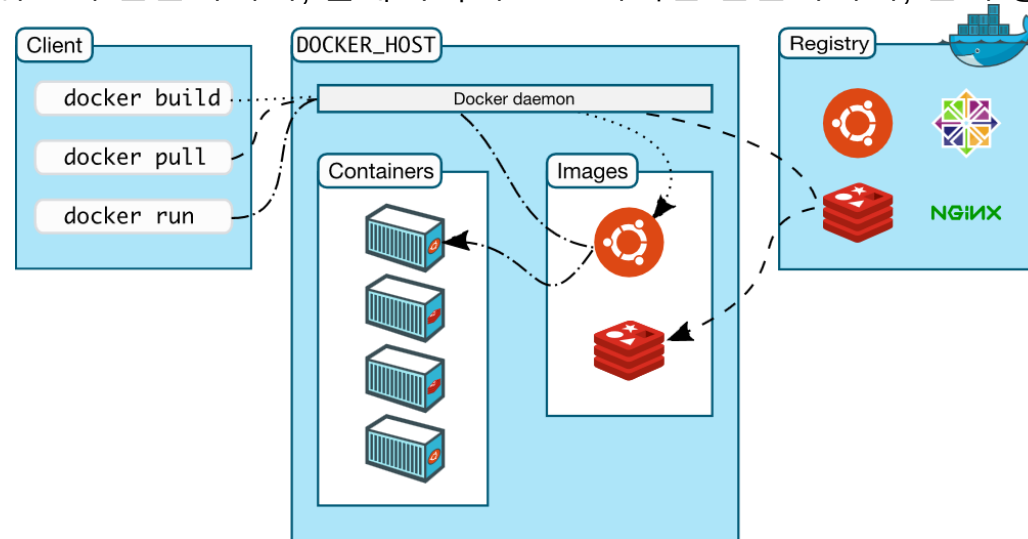 Client
docker build
docker pull
docker run
DOCKER_HOST
Docker daemon
Containers
Images
Registry
NGiNX